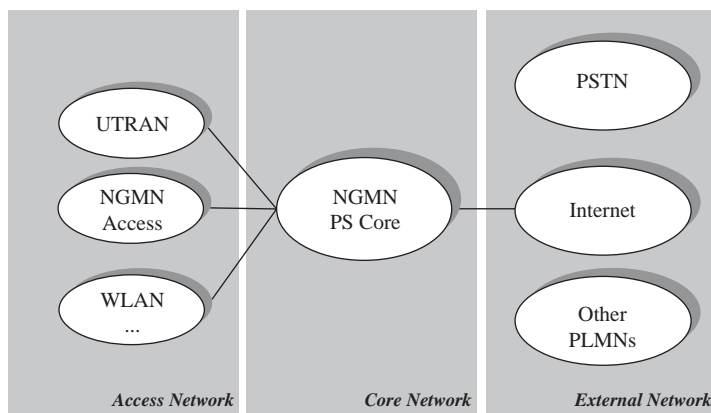 UTRAN
NGMN
Access
WLAN
...
Access Network
NGMN
PS Core
Core Network
PSTN
Internet
Other
PLMNs
External Network